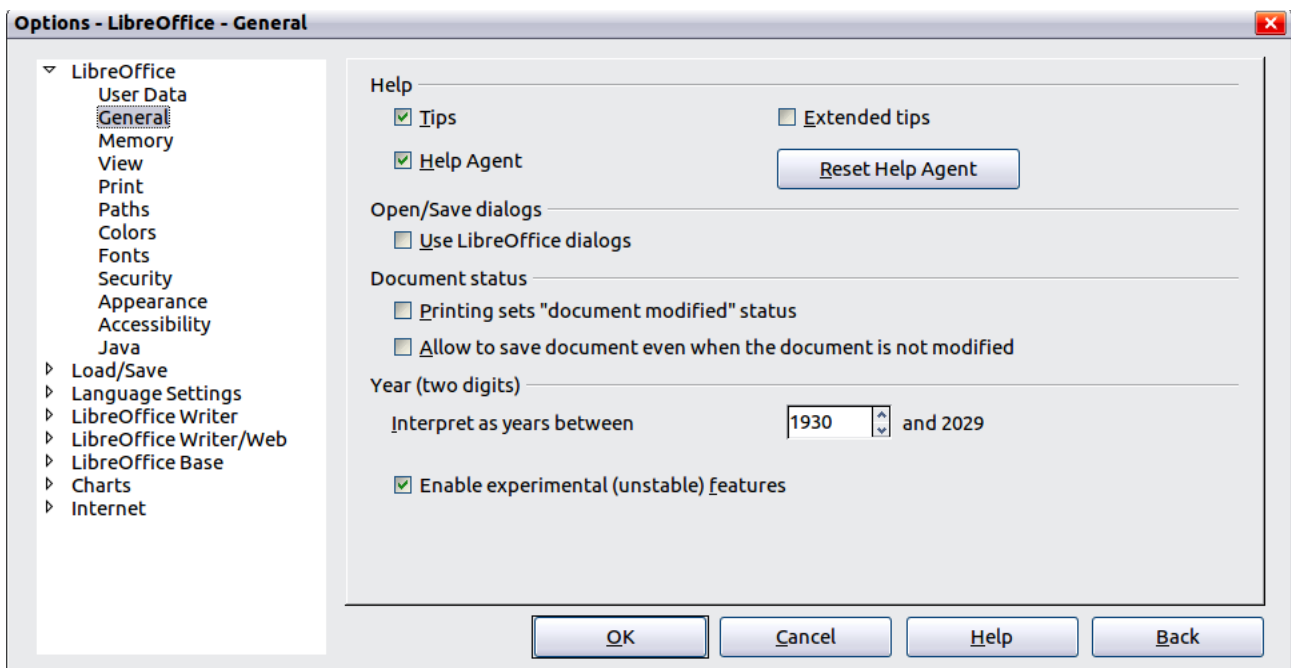 Options - LibreOffice - General
LibreOffice
User Data
General
Memory
View
Print
Paths
Colors
Fonts
Security
Appearance
Accessibility
Java
Load/Save
Language Settings
LibreOffice Writer
LibreOffice Writer/Web
LibreOffice Base
Charts
Internet
Help
Tips
Extended tips
Help Agent
Reset Help Agent
Open/Save dialogs
Use LibreOffice dialogs
Document status
Printing sets "document modified" status
Allow to save document even when the document is not modified
Year (two digits)
Interpret as years between 1930 and 2029
Enable experimental (unstable) features
OK Cancel Help Back